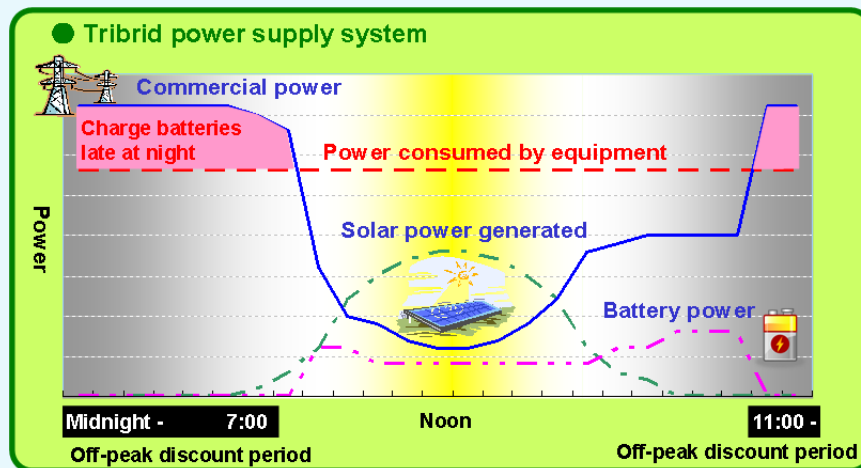 Tribrid power supply system
Commercial power
Charge batteries
late at night
Power consumed by equipment
Solar power generated
Battery power
Power
Midnight - 7:00
Noon
11:00 -
Off-peak discount period
Off-peak discount period